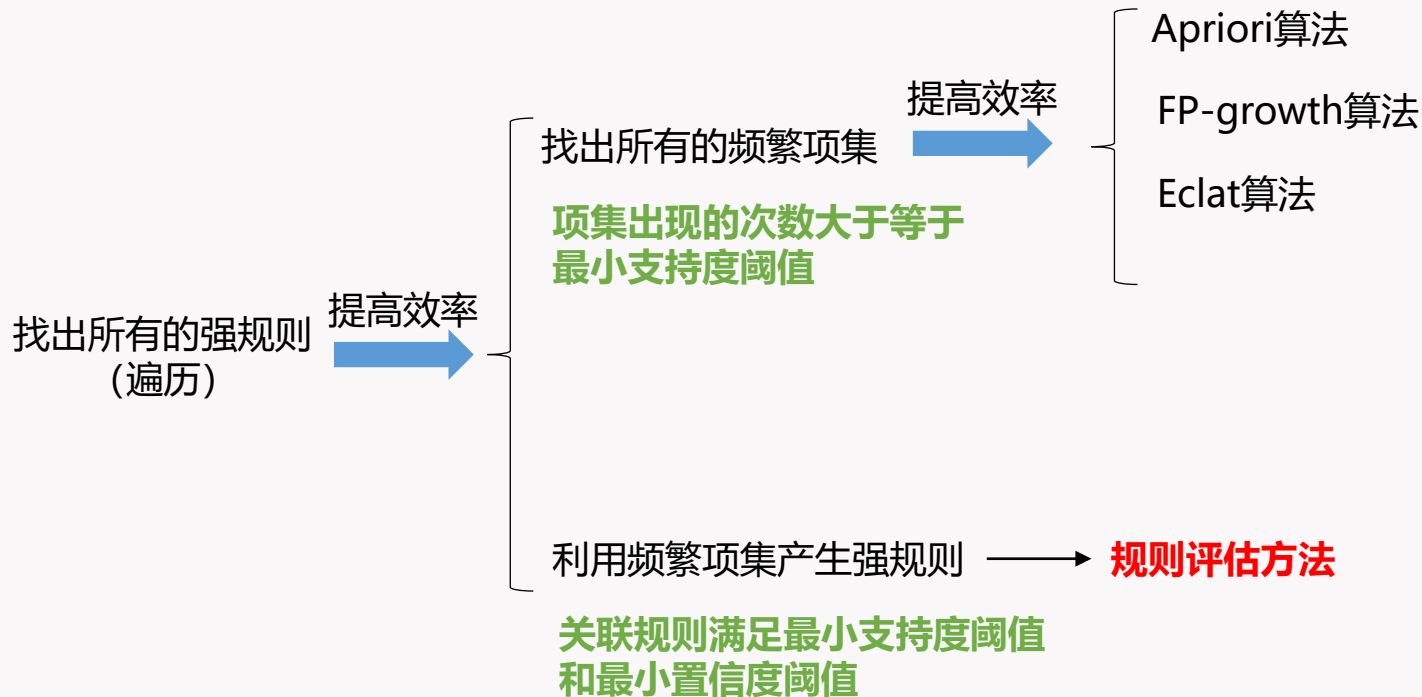 找出所有的强规则
（遍历）
提高效率
找出所有的频繁项集
项集出现的次数大于等于
最小支持度阈值
提高效率
Apriori算法
FP-growth算法
Eclat算法
利用频繁项集产生强规则
规则评估方法
关联规则满足最小支持度阈值
和最小置信度阈值